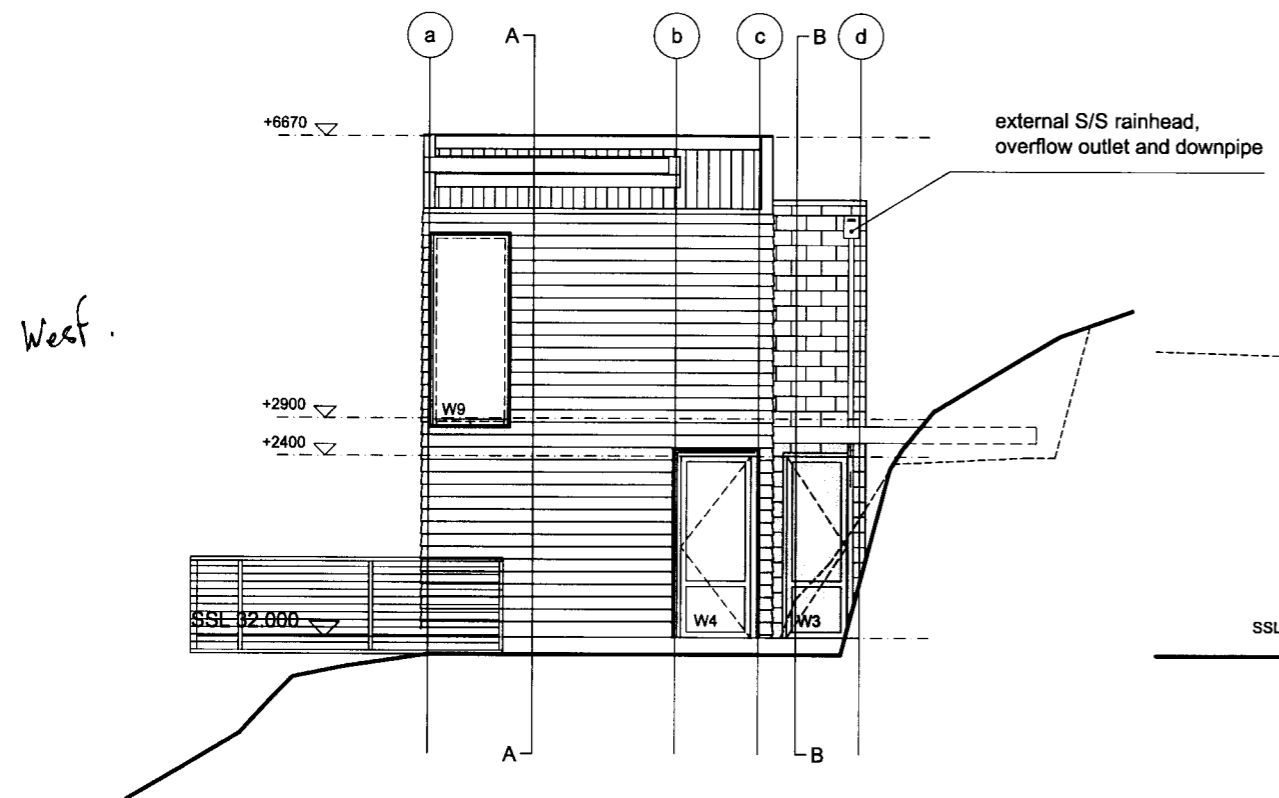 a A b c B d
+6670
external S/S rainhead,
overflow outlet and downpipe
West.
W9
+2900
+2400
SSL 32.000
W4 W3
SSL
A B